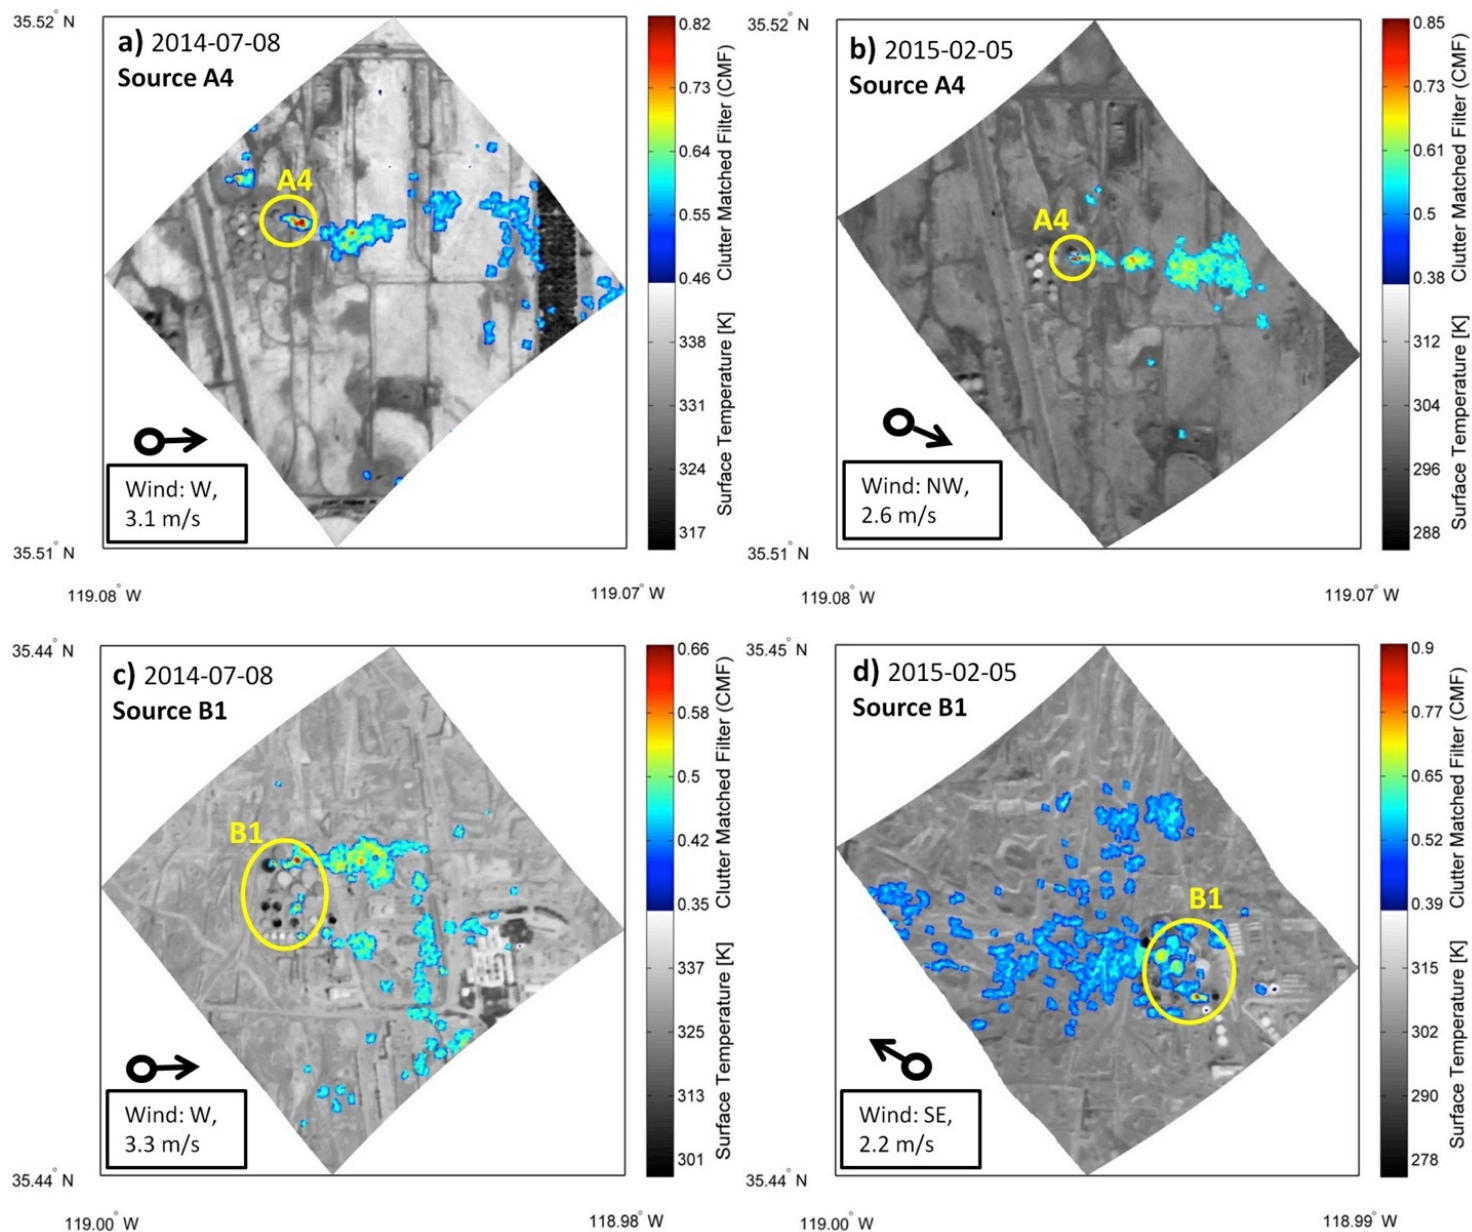 35.52° N
a) 2014-07-08
Source A4
A4
Wind: W,
3.1 m/s
35.51° N
119.08° W
119.07° W
0.82
0.73
0.64
0.55
0.46
338
331
324
317
Clutter Matched Filter (CMF)
Surface Temperature [K]
35.52° N
b) 2015-02-05
Source A4
A4
Wind: NW,
2.6 m/s
35.51° N
119.08° W
119.07° W
0.85
0.73
0.61
0.5
0.38
312
304
296
288
Clutter Matched Filter (CMF)
Surface Temperature [K]
35.44° N
c) 2014-07-08
Source B1
B1
Wind: W,
3.3 m/s
35.44° N
119.00° W
118.98° W
0.66
0.58
0.5
0.42
0.35
337
325
313
301
Clutter Matched Filter (CMF)
Surface Temperature [K]
35.45° N
d) 2015-02-05
Source B1
B1
Wind: SE,
2.2 m/s
35.44° N
119.00° W
118.99° W
0.9
0.77
0.65
0.52
0.39
315
302
290
278
Clutter Matched Filter (CMF)
Surface Temperature [K]